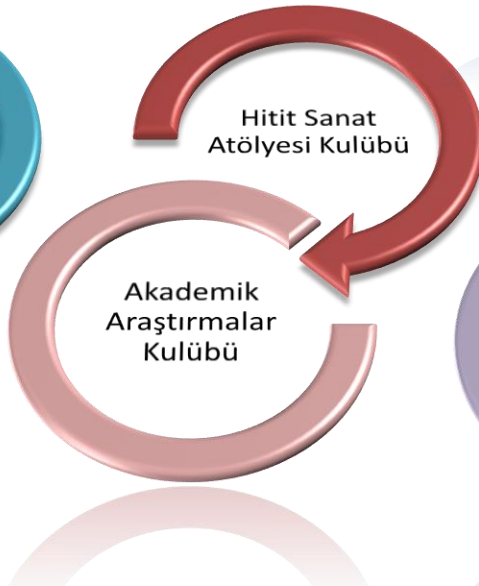 Hitit Sanat
Atölyesi Kulübü
Akademik
Araştırmalar
Kulübü